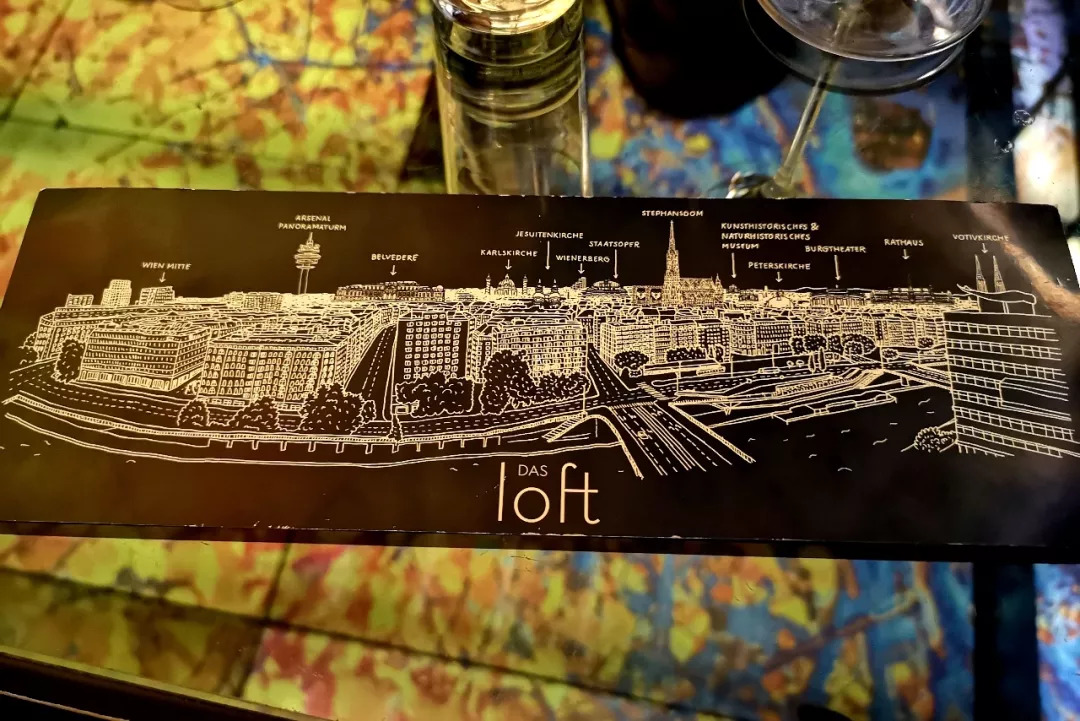 WIEN MITTE
ARSENAL
PANORAMATURM
BELVEDERE
KARLSKIRCHE
JESUITENKIRCHE
WIENERBERG
STAATSOPER
STEPHANSDOM
KUNSTHISTORISCHES &
NATURHISTORISCHES
MUSEUM
PETERSKIRCHE
BURGTHEATER
RATHAUS
VOTIVKIRCHE
DAS
loft